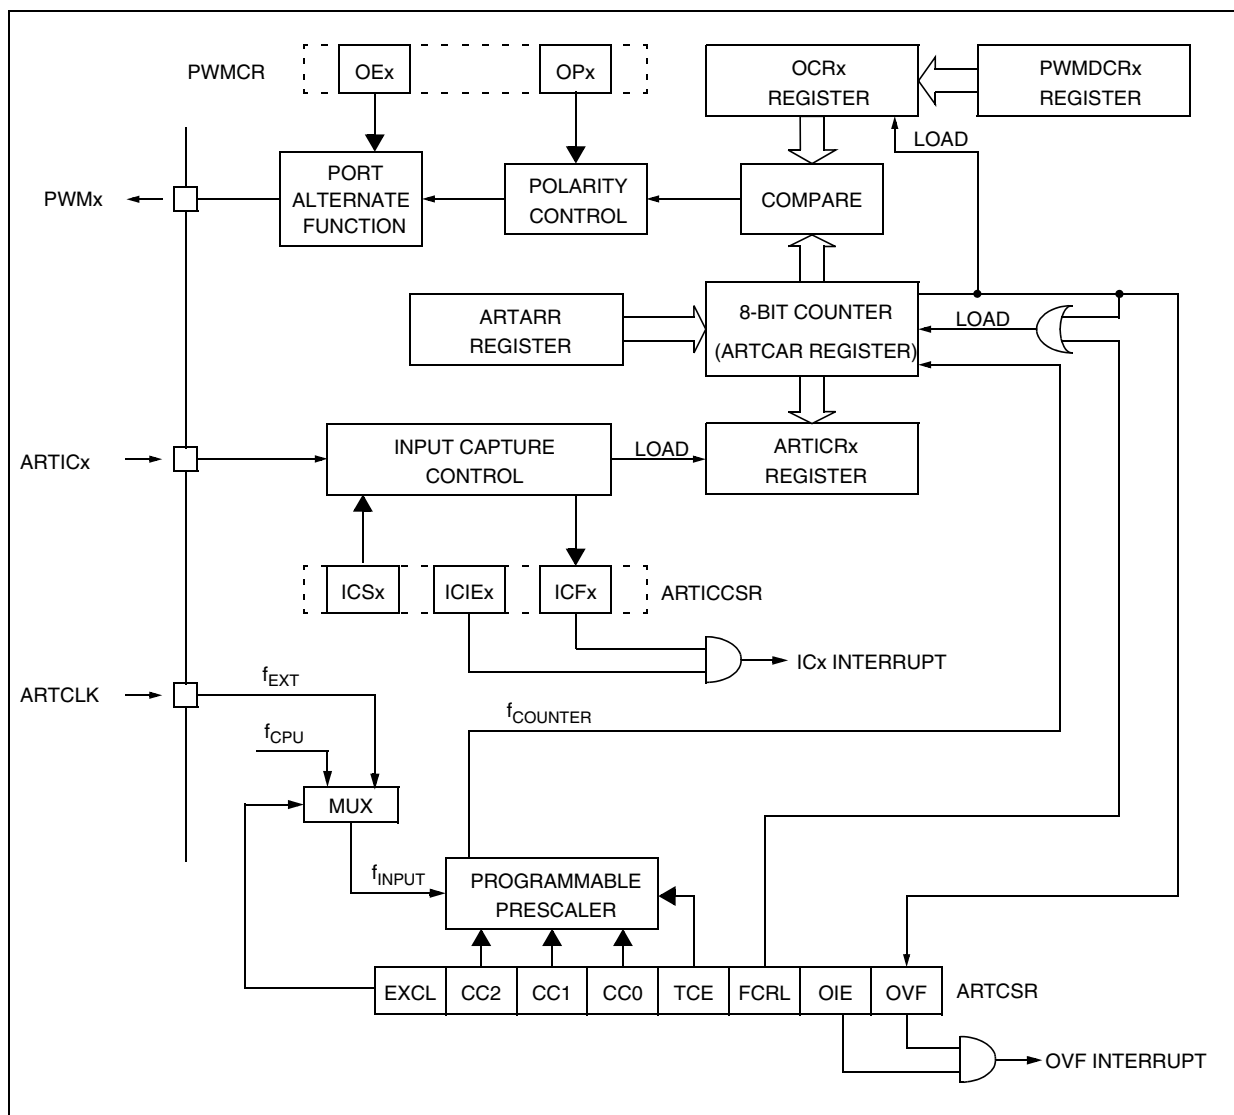 PWMCR
OEx
OPx
OCRx
REGISTER
PWMDCRx
REGISTER
LOAD
PWMx
PORT
ALTERNATE
FUNCTION
POLARITY
CONTROL
COMPARE
ARTARR
REGISTER
8-BIT COUNTER
(ARTCAR REGISTER)
LOAD
ARTICx
INPUT CAPTURE
CONTROL
LOAD
ARTICRx
REGISTER
ICSx
ICIEx
ICFx
ARTICCSR
ICx INTERRUPT
ARTCLK
fEXT
fCPU
fCOUNTER
MUX
fINPUT
PROGRAMMABLE
PRESCALER
EXCL
CC2
CC1
CC0
TCE
FCRL
OIE
OVF
ARTCSR
OVF INTERRUPT